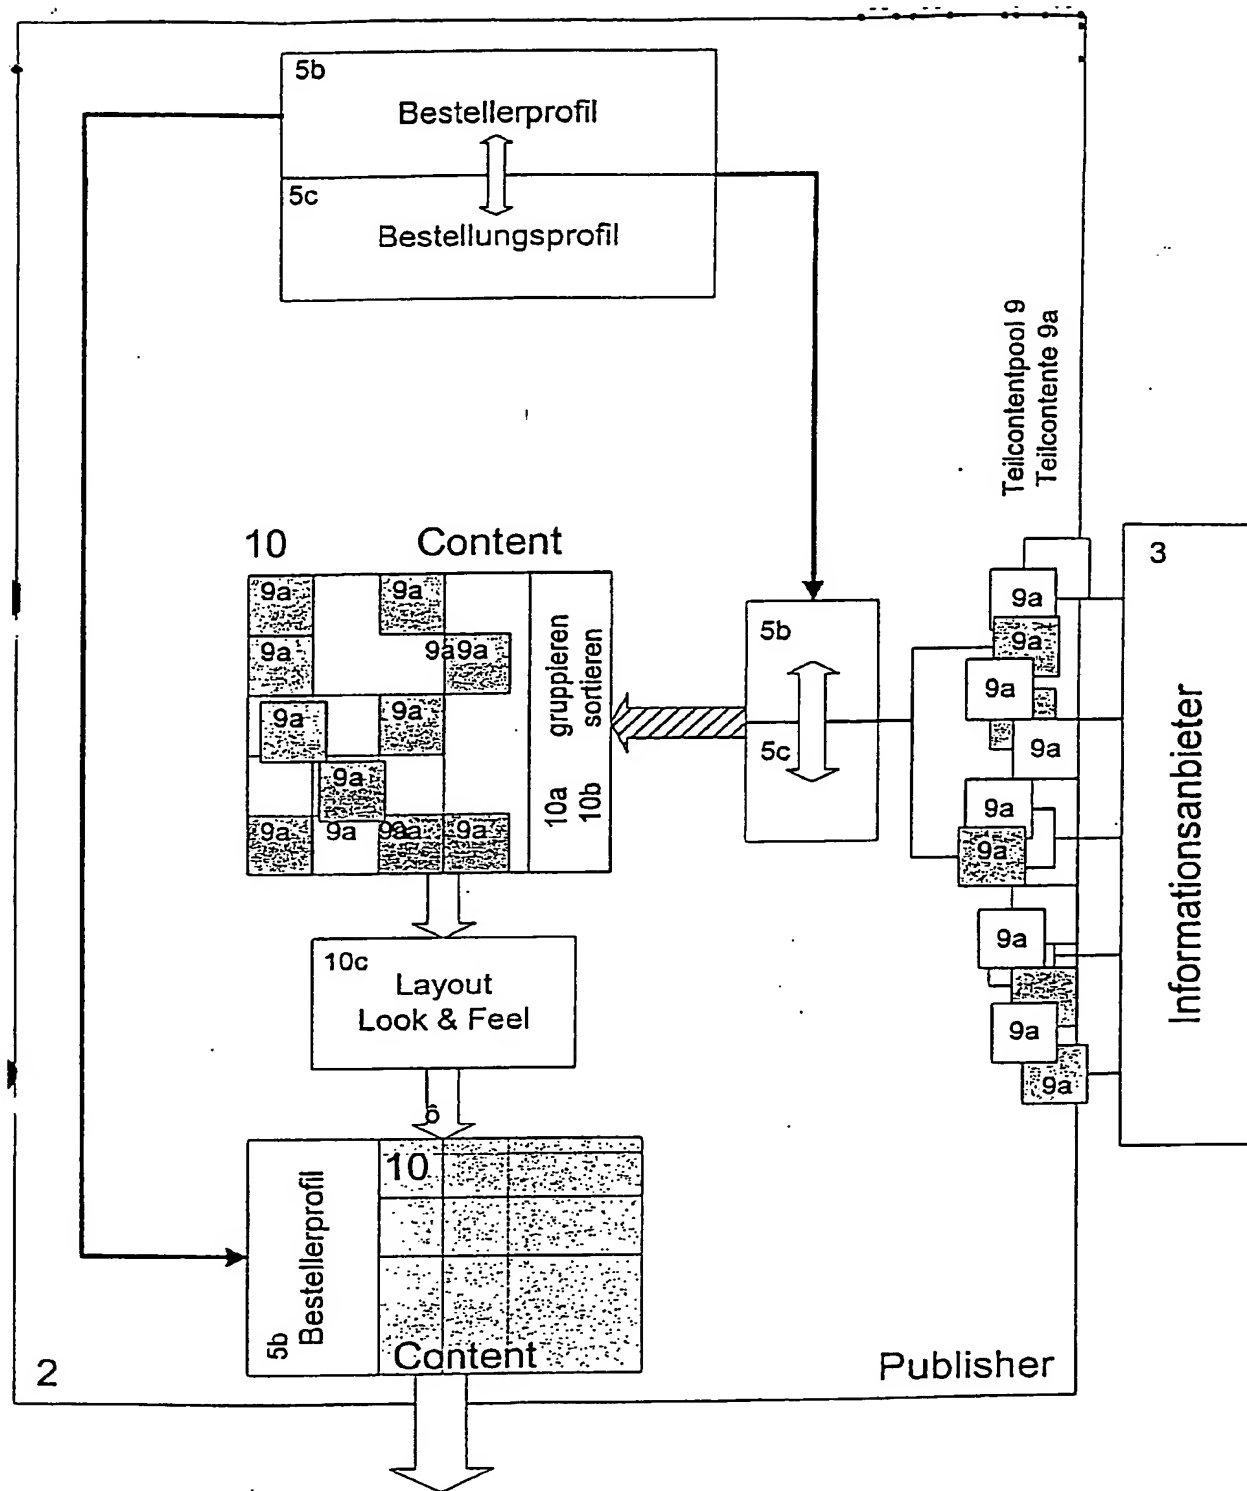 5b
Bestellerprofil
5c
Bestellungsprofil
Teilcontentpool 9
Teilcontente 9a
10 Content
9a 9a
9a 9a9a
9a 9a
9a
9a 9a 9a 9a
gruppieren
sortieren
10a
10b
5b
5c
9a
9a
9a
9a
9a
9a
9a
9a
9a
3
Informationsanbieter
10c
Layout
Look & Feel
6
5b
Bestellerprofil
10
Content
2
Publisher